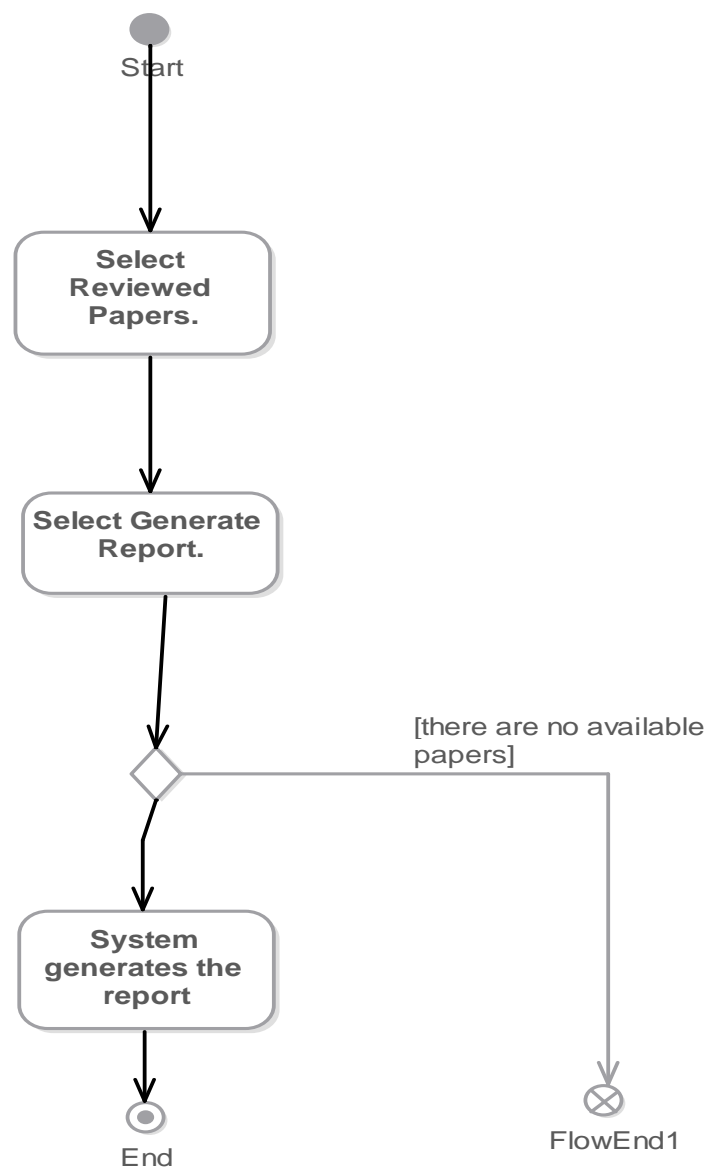 Start
Select
Reviewed
Papers.
Select Generate
Report.
[there are no available
papers]
System
generates the
report
End
FlowEnd1